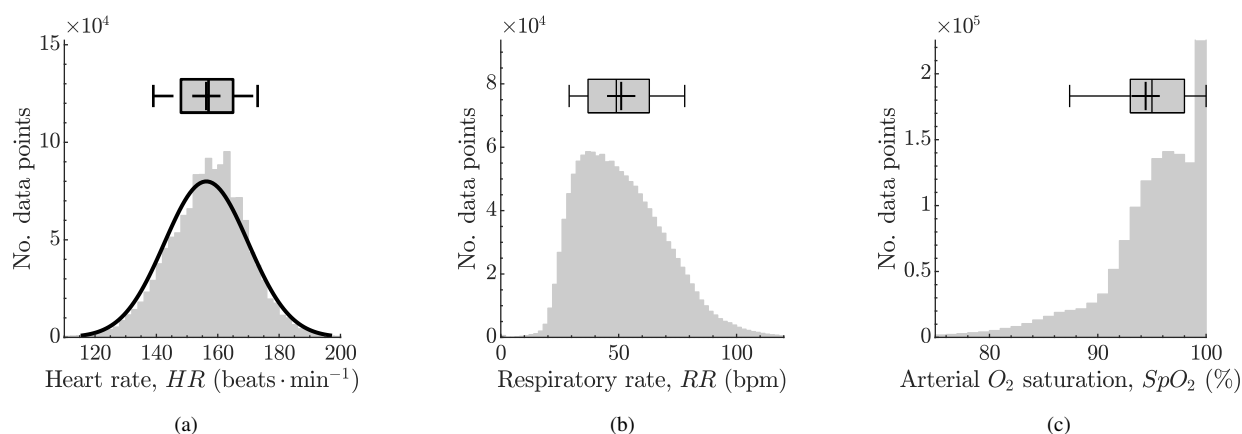 ×10⁴
15
10
5
0
No. data points
120 140 160 180 200
Heart rate, HR (beats·min⁻¹)
(a)
×10⁴
8
6
4
2
0
No. data points
0 50 100
Respiratory rate, RR (bpm)
(b)
×10⁵
2
1.5
1
0.5
0
No. data points
80 90 100
Arterial O₂ saturation, SpO₂ (%)
(c)